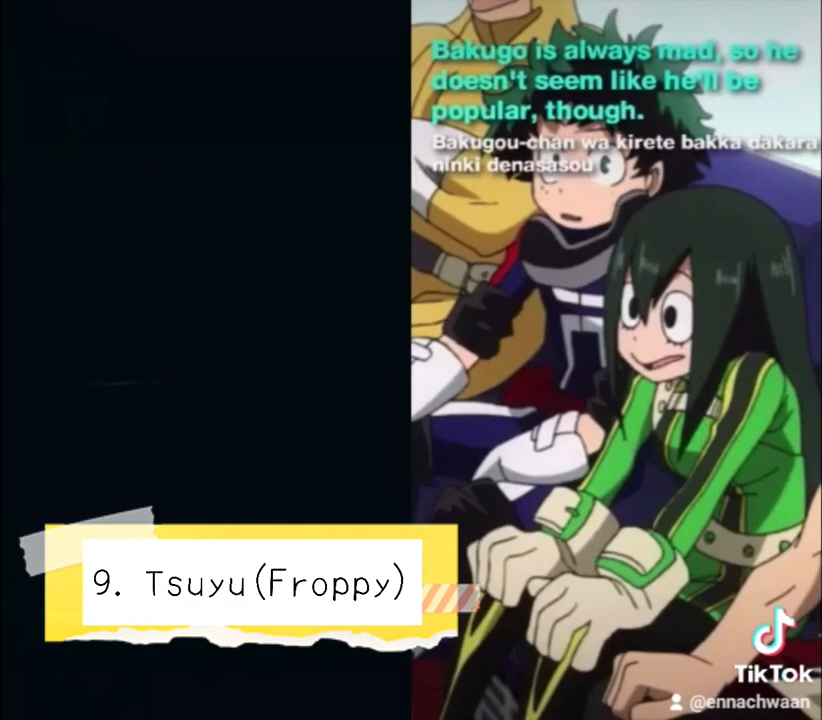 Bakugo is always mad, so he
doesn't seem like he'll be
popular, though.
Bakugou-chan wa kirete bakka dakara
ninki denasasou
9. Tsuyu(Froppy)
TikTok
@ennachwaan